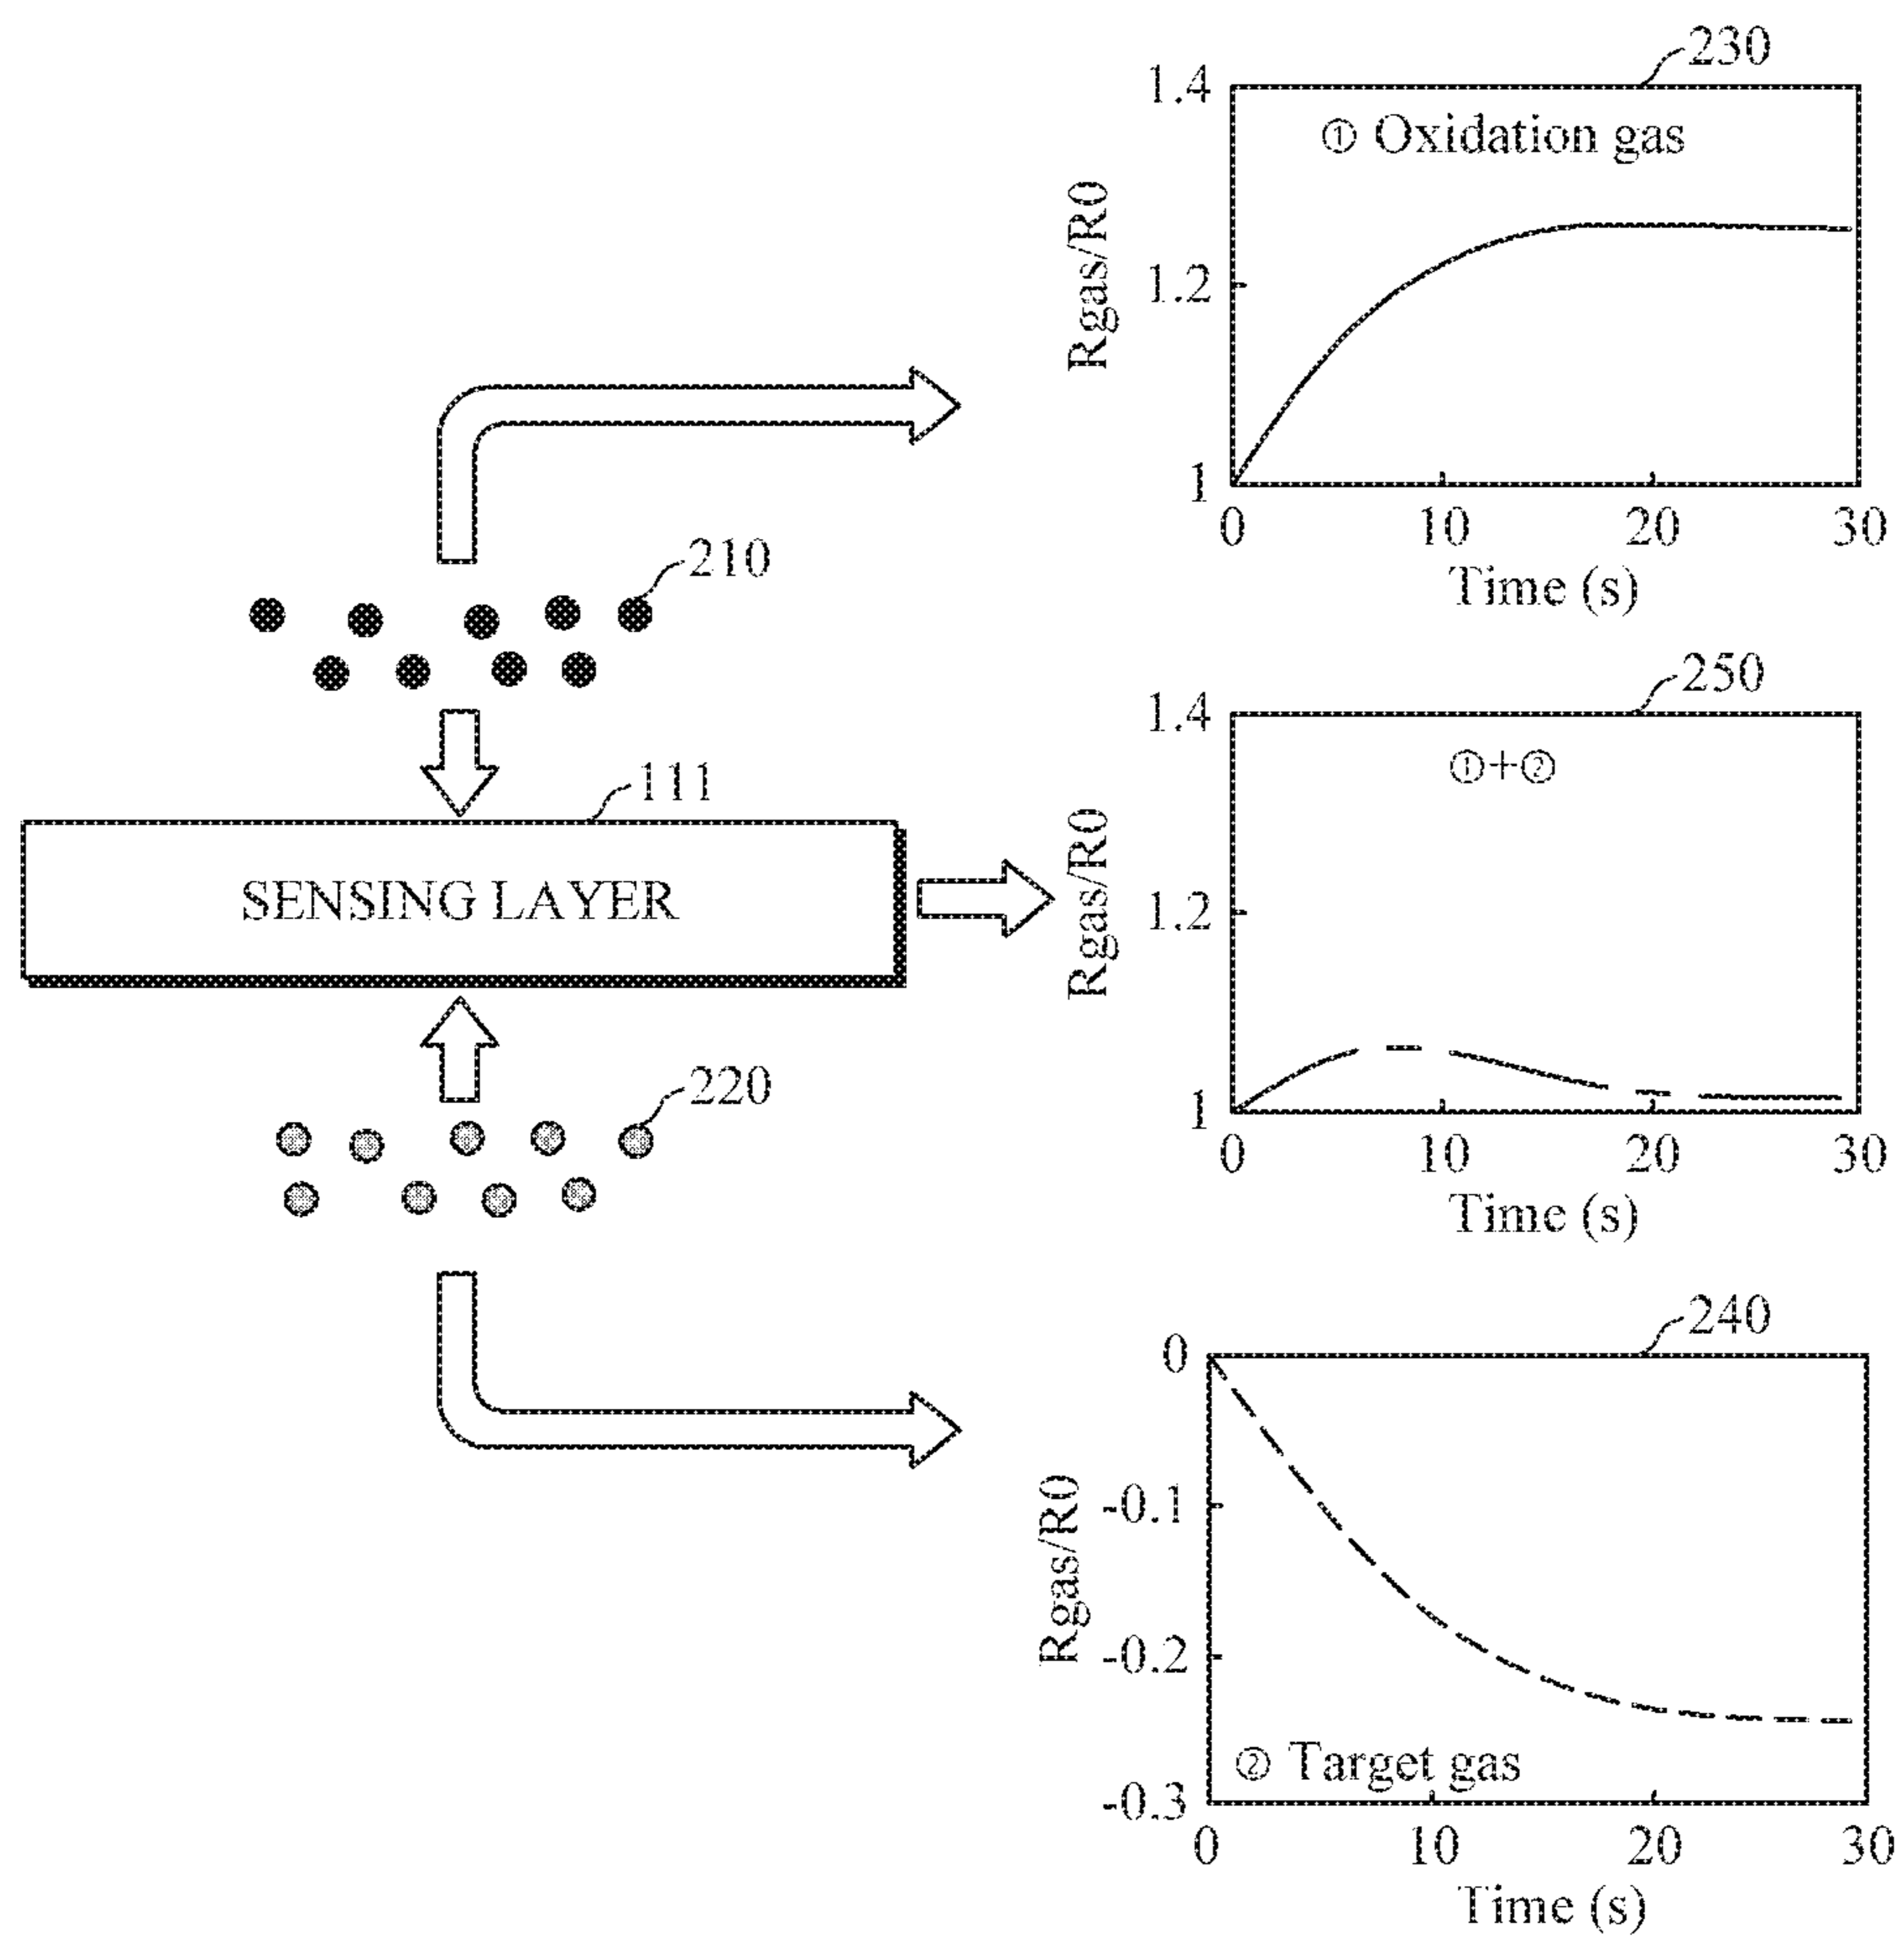 230
1.4
① Oxidation gas
Rgas/R0
1.2
1
0 10 20 30
Time (s)
210
250
1.4
①+②
111
SENSING LAYER
Rgas/R0
1.2
1
0 10 20 30
Time (s)
220
240
0
Rgas/R0
-0.1
-0.2
② Target gas
-0.3
0 10 20 30
Time (s)